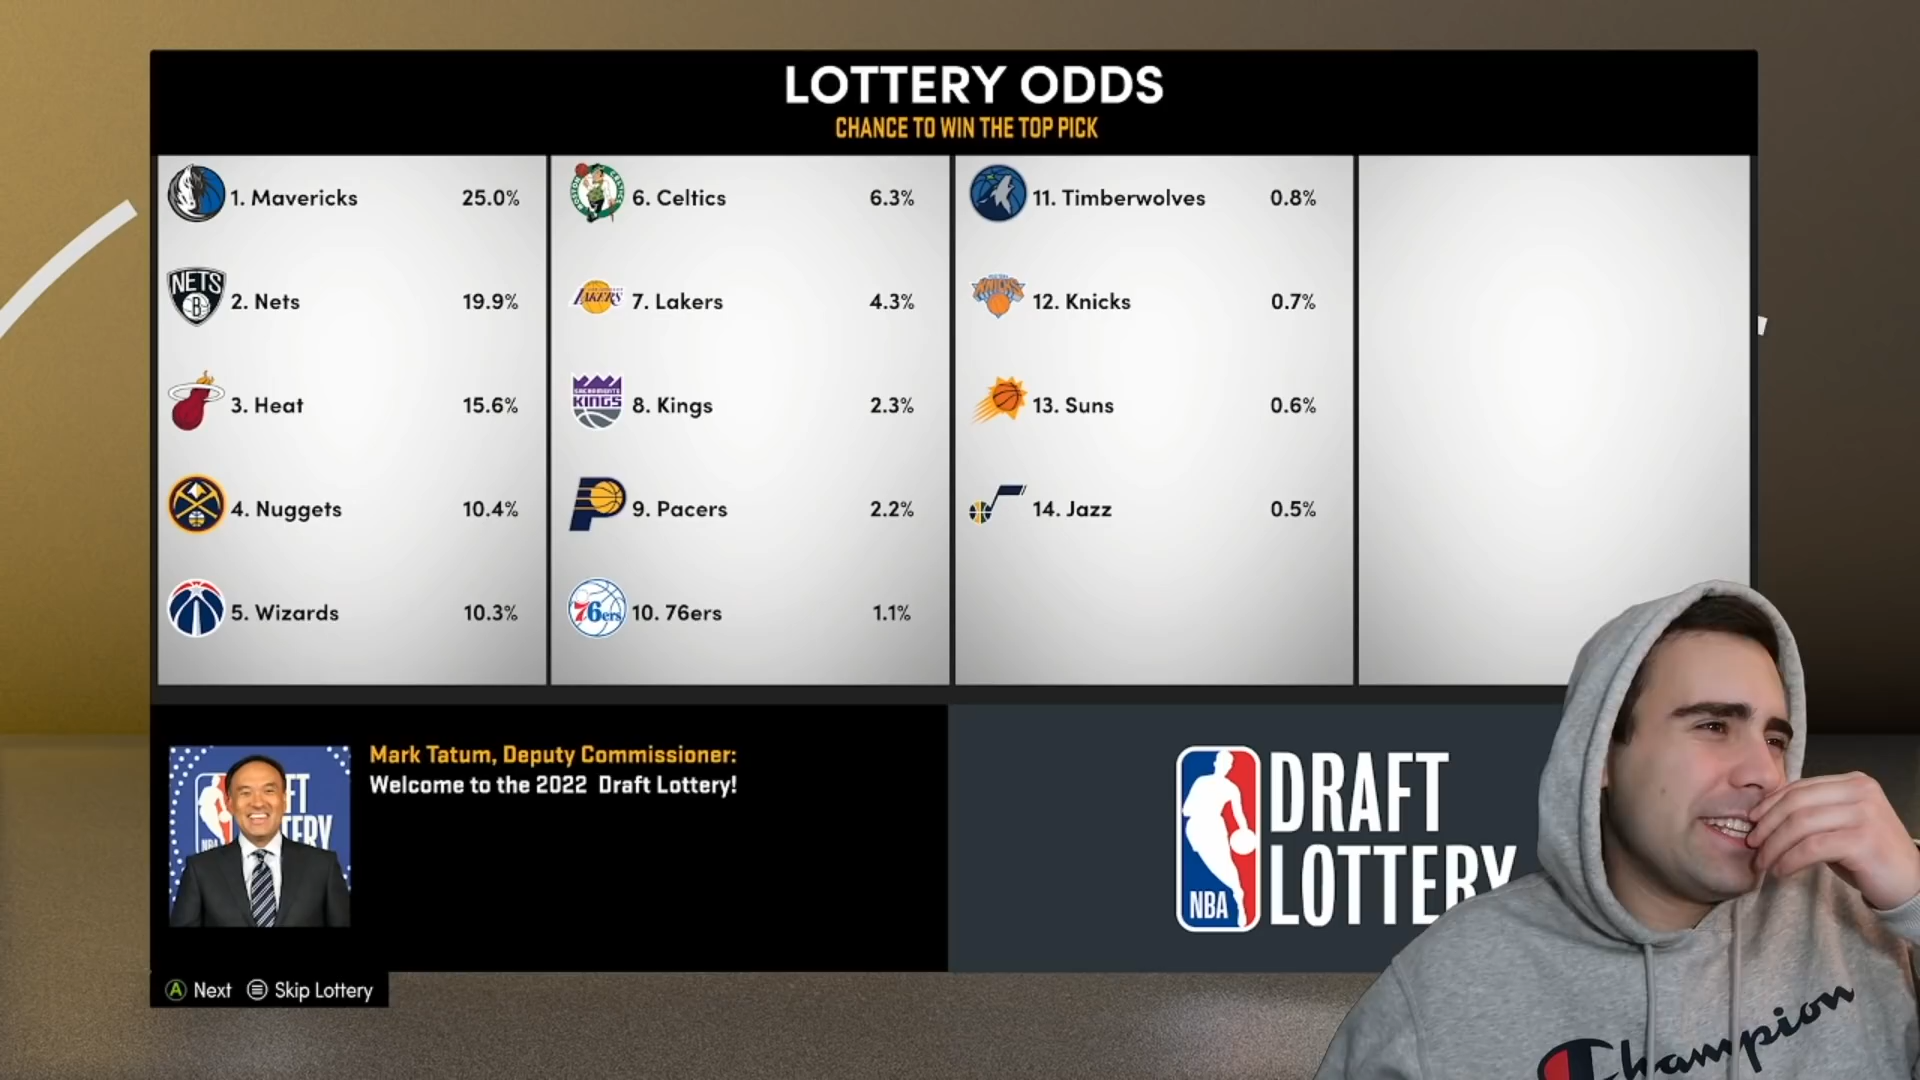 LOTTERY ODDS
CHANCE TO WIN THE TOP PICK
1. Mavericks 25.0%
NETS
B
2. Nets 19.9%
3. Heat 15.6%
4. Nuggets 10.4%
5. Wizards 10.3%
BOSTON CELTICS
6. Celtics 6.3%
LAKERS
7. Lakers 4.3%
SACRAMENTO
KINGS
8. Kings 2.3%
9. Pacers 2.2%
76ers
10. 76ers 1.1%
11. Timberwolves 0.8%
KNICKS
12. Knicks 0.7%
13. Suns 0.6%
14. Jazz 0.5%
Mark Tatum, Deputy Commissioner:
Welcome to the 2022 Draft Lottery!
NBA
DRAFT
LOTTERY
A Next Skip Lottery
Champion